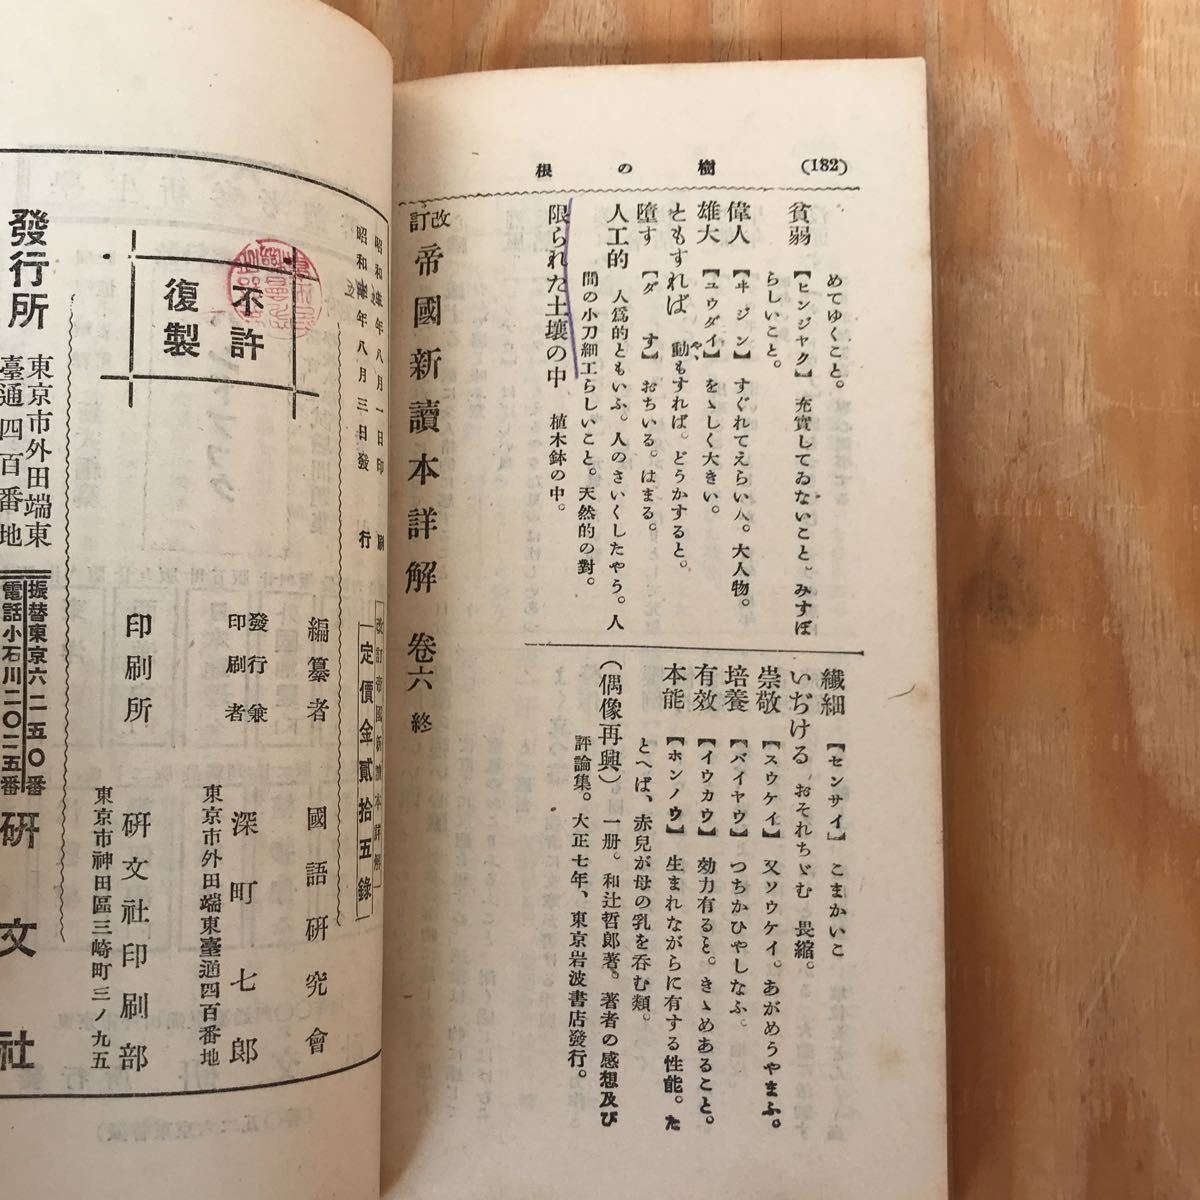 (182)
樹の根
めてゆくこと。
貧弱【ヒンジャク】充實してゐないこと。みすぼ
らしいこと。
偉人【ヰジン】すぐれてえらい人。大人物。
雄大【ユウダイ】をゝしく大きい。
ともすれば 動もすれば。どうかすると。
や、
墮す【ダす】おちいる。はまる。
人工的 人爲的ともいふ。人のさいくしたやう。人
間の小刀細工らしいこと。天然的の對。
限られた土壤の中 植木鉢の中。
纎細【センサイ】こまかいこ
いぢける おそれちゞむ 畏縮。
崇敬【スウケイ】又ソウケイ。あがめうやまふ。
培養【バイヤウ】つちかひやしなふ。
有效【イウカウ】効力有ると。きゝめあること。
本能【ホンノウ】生まれながらに有する性能。た
とへば、赤兒が母の乳を呑む類。
(偶像再興) 一册。和辻哲郎著。著者の感想及び
評論集。大正七年、東京岩波書店發行。
改訂 帝國新讀本詳解 卷六 終
昭和 年八月一日印刷
昭和五年八月三日發行
改訂帝國新讀本詳解
定價金貳拾五錢
不許
復製
編纂者 國語硏究會
發行兼
印刷者 深町七郎
東京市外田端東臺通四百番地
印刷所 硏文社印刷部
東京市神田區三崎町三ノ九五
發行所
東京市外田端東
臺通四百番地
振替東京六二五〇番
電話小石川二〇二五番
硏文社